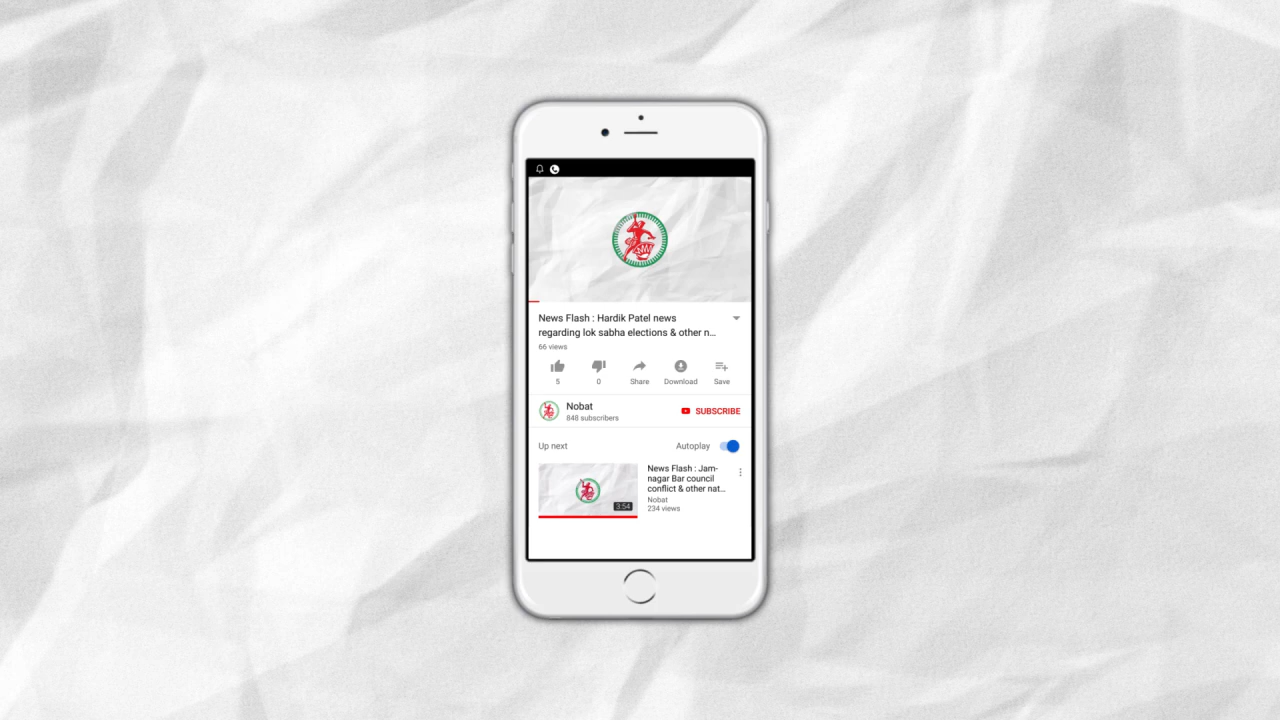 News Flash : Hardik Patel news
regarding lok sabha elections & other n...
66 views
5
0
Share
Download
Save
Nobat
848 subscribers
SUBSCRIBE
Up next
Autoplay
3:54
News Flash : Jam-
nagar Bar council
conflict & other nat...
Nobat
234 views